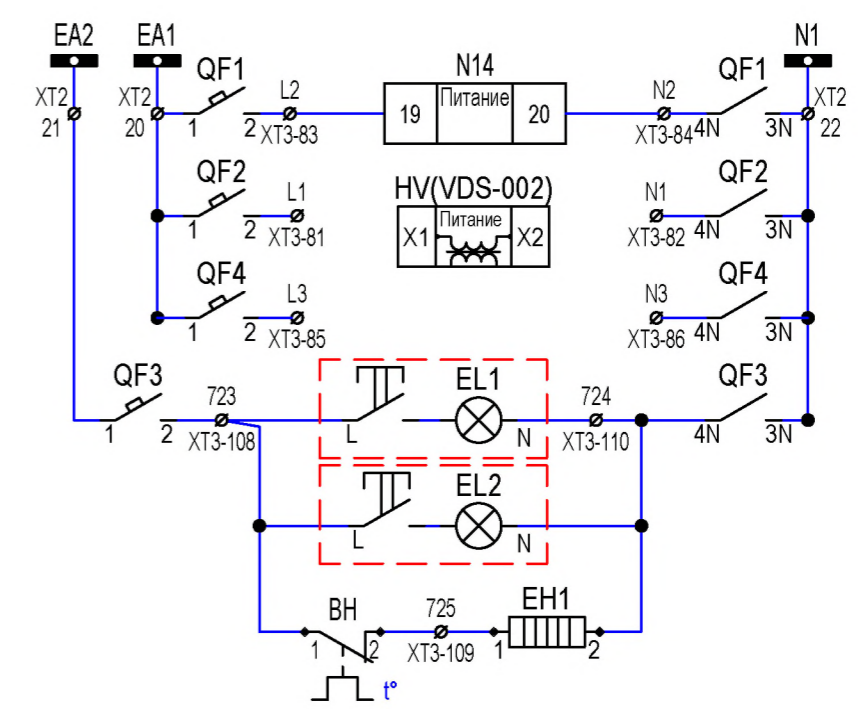 EA2 EA1 N1
QF1 L2 N14 N2 QF1
XT2 XT2 19 Питание 20 XT2
21 20 1 2 XT3-83 XT3-84 4N 3N 22
QF2 L1 HV(VDS-002) N1 QF2
1 2 XT3-81 X1 Питание X2 XT3-82 4N 3N
QF4 L3 N3 QF4
1 2 XT3-85 XT3-86 4N 3N
QF3 723 EL1 724 QF3
1 2 XT3-108 L N XT3-110 4N 3N
EL2
L N
BH 725 EH1
1 2 XT3-109 1 2
t°